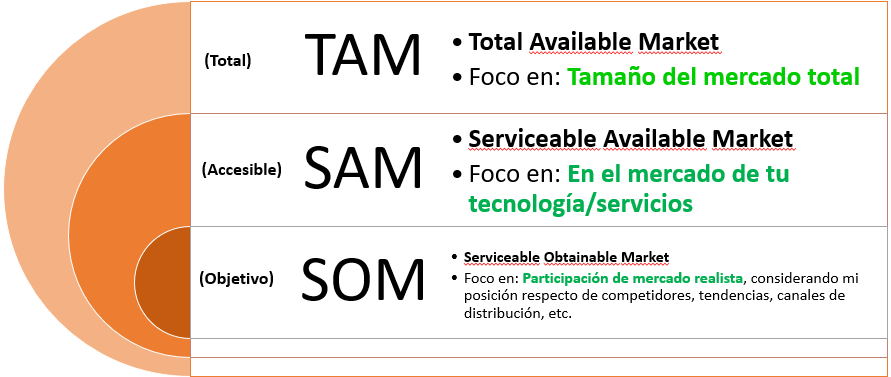 (Total)
TAM
• Total Available Market
• Foco en: Tamaño del mercado total
(Accesible)
SAM
• Serviceable Available Market
• Foco en: En el mercado de tu
tecnología/servicios
(Objetivo)
SOM
• Serviceable Obtainable Market
• Foco en: Participación de mercado realista, considerando mi
posición respecto de competidores, tendencias, canales de
distribución, etc.